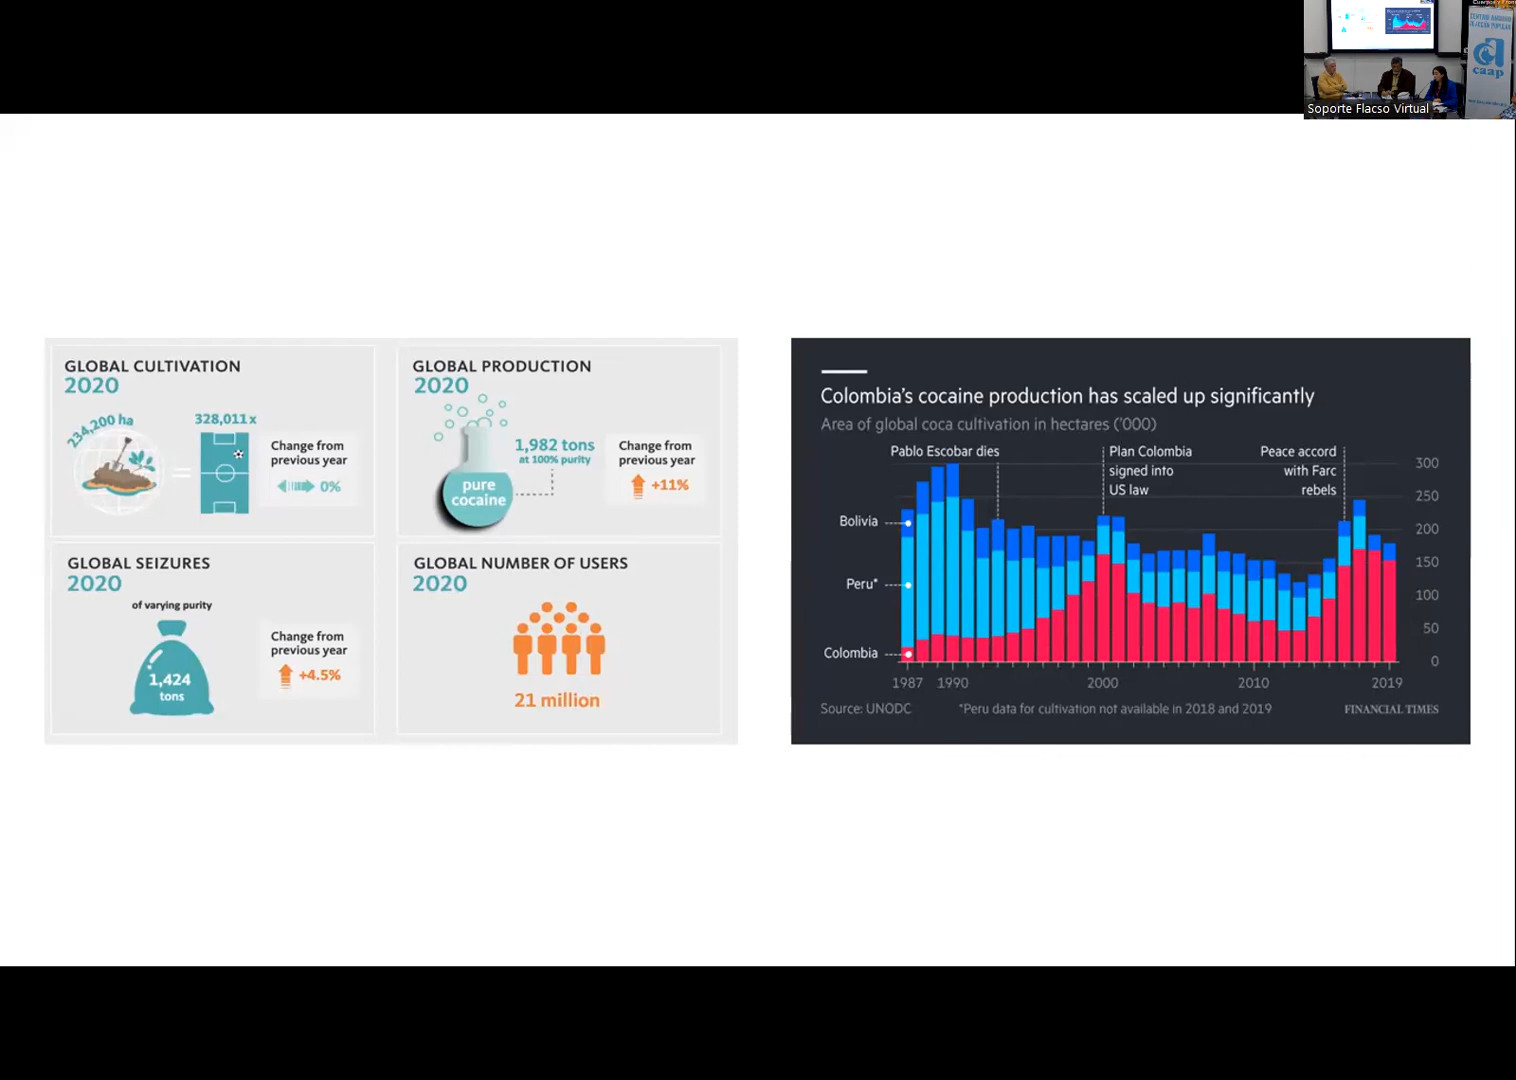 CENTRO ANDINO
caap
Soporte Flacso Virtual
GLOBAL CULTIVATION
2020
234,200 ha
328,011 x
=
Change from
previous year
0%
GLOBAL PRODUCTION
2020
1,982 tons
at 100% purity
pure
cocaine
Change from
previous year
+11%
GLOBAL SEIZURES
2020
of varying purity
1,424
tons
Change from
previous year
+4.5%
GLOBAL NUMBER OF USERS
2020
21 million
Colombia's cocaine production has scaled up significantly
Area of global coca cultivation in hectares ('000)
Pablo Escobar dies
Plan Colombia
signed into
US law
Peace accord
with Farc
rebels
300
250
200
150
100
50
0
Bolivia
Peru*
Colombia
1987 1990 2000 2010 2019
Source: UNODC *Peru data for cultivation not available in 2018 and 2019 FINANCIAL TIMES